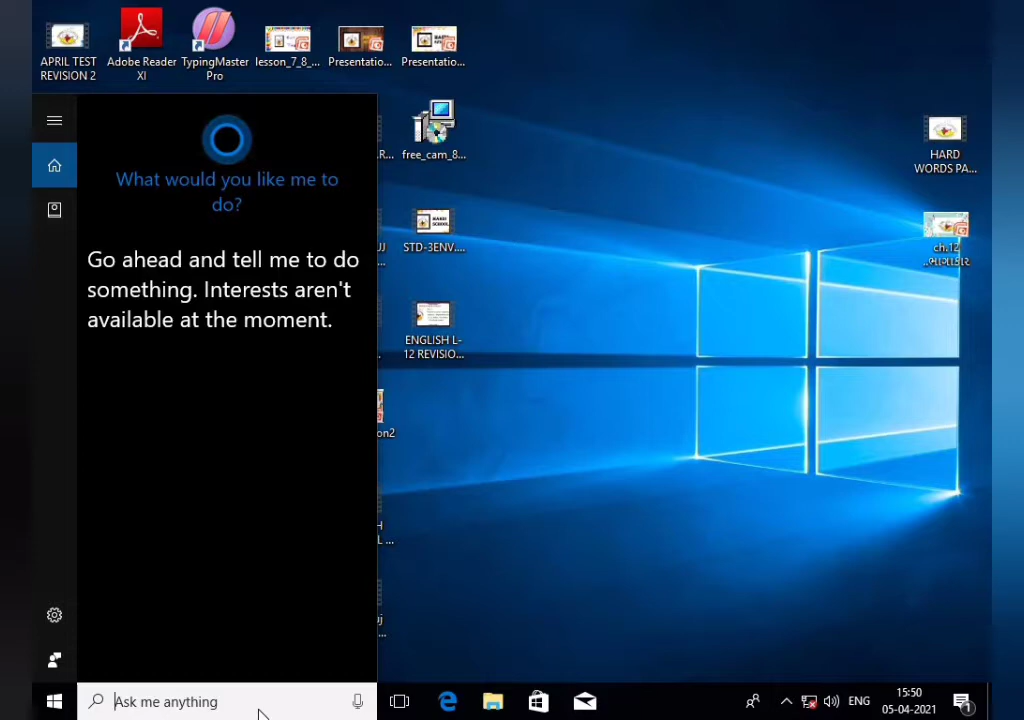 APRIL TEST
REVISION 2
Adobe Reader
XI
TypingMaster
Pro
lesson_7_8_...
Presentatio...
Presentatio...
What would you like me to
do?
Go ahead and tell me to do
something. Interests aren't
available at the moment.
R...
free_cam_8...
STD-3ENV....
ENGLISH L-
12 REVISIO...
on2
HARD
WORDS PA...
ch.12
..ભાગાકાર
Ask me anything
ENG
15:50
05-04-2021
1